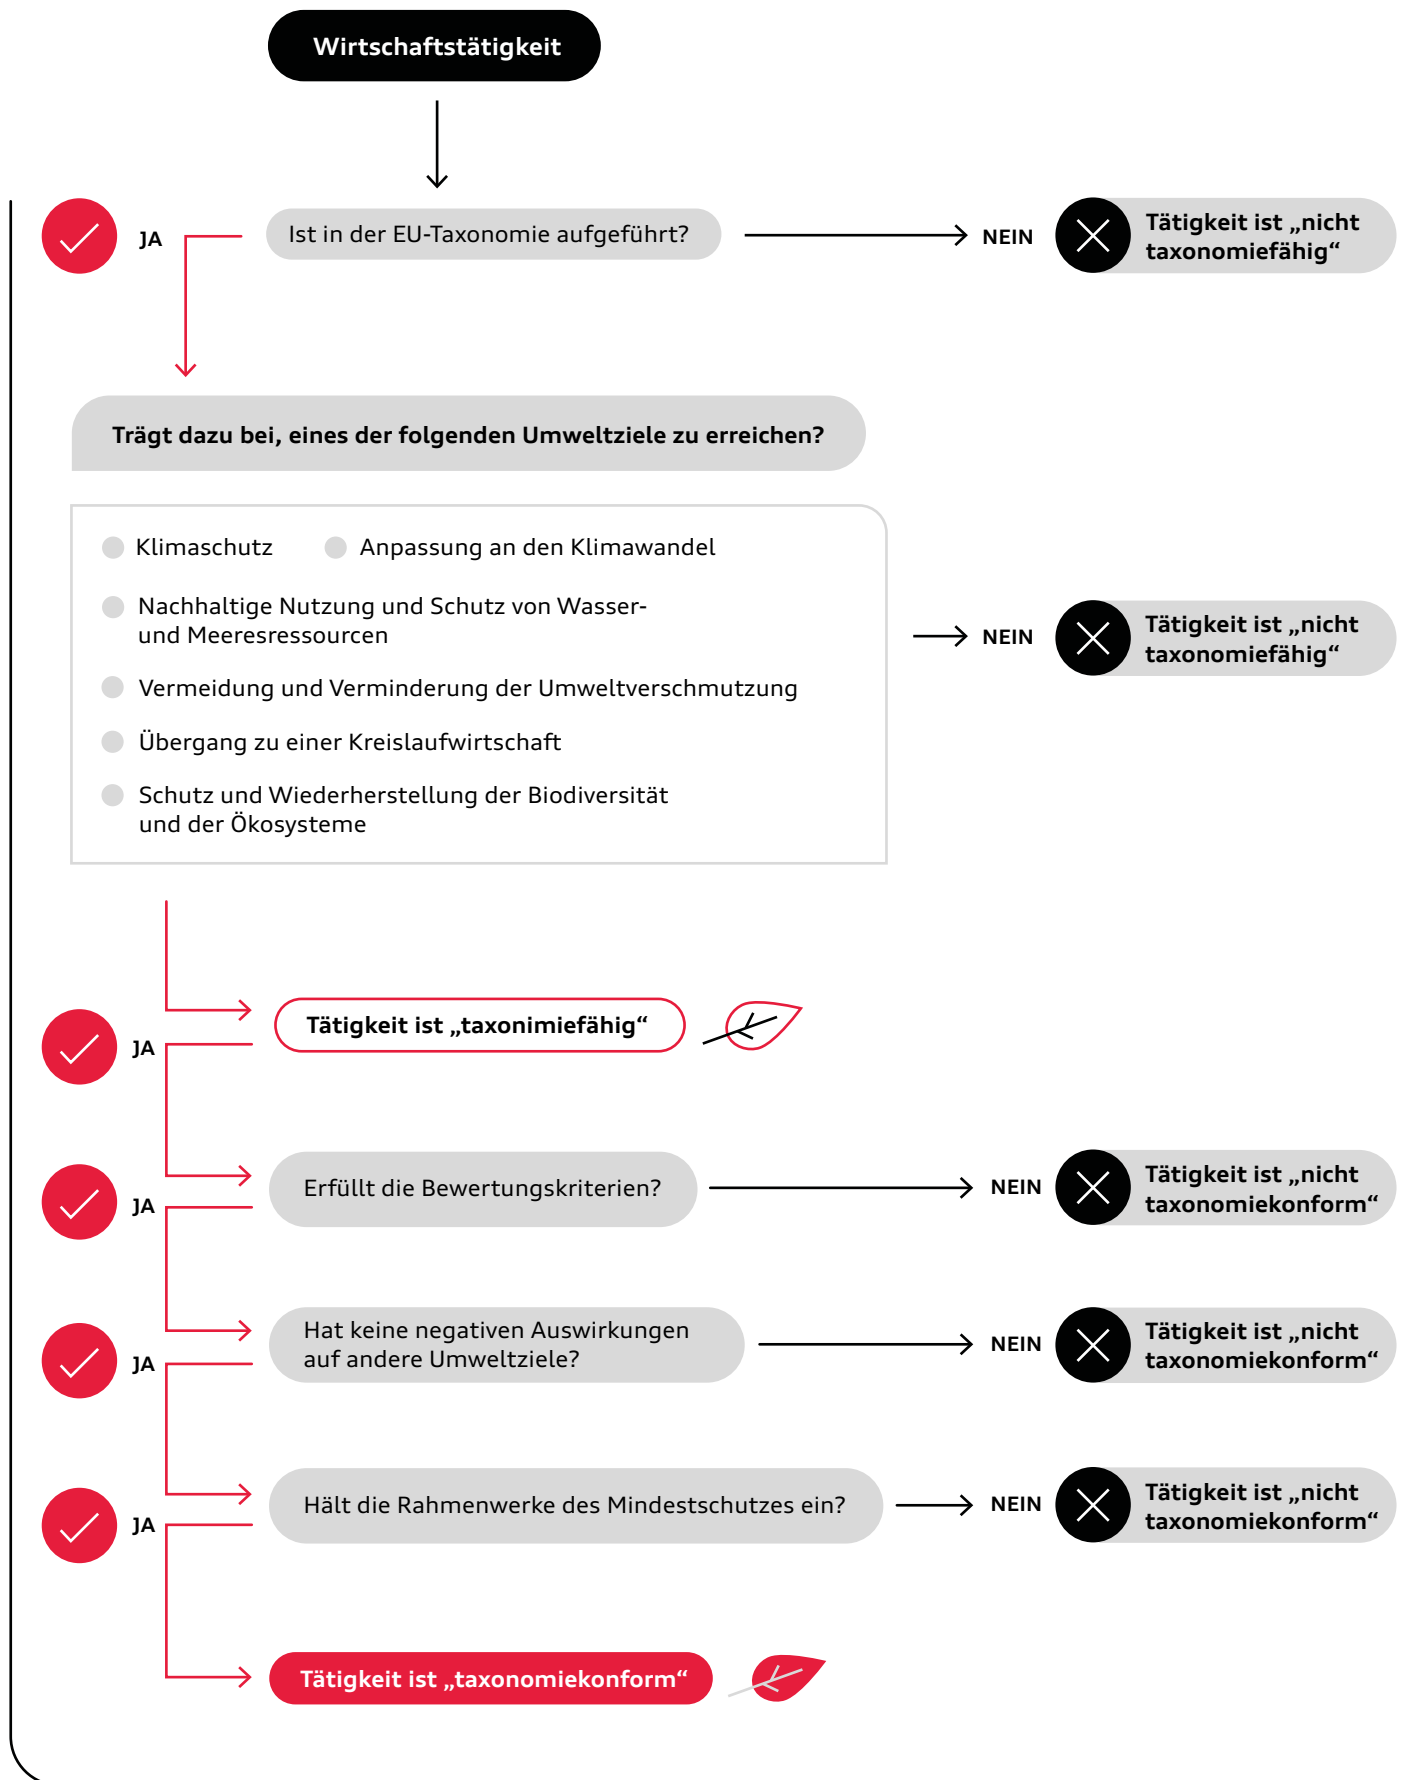 Wirtschaftstätigkeit
JA
Ist in der EU-Taxonomie aufgeführt?
NEIN
Tätigkeit ist „nicht
taxonomiefähig“
Trägt dazu bei, eines der folgenden Umweltziele zu erreichen?
Klimaschutz
Anpassung an den Klimawandel
Nachhaltige Nutzung und Schutz von Wasser-
und Meeresressourcen
Vermeidung und Verminderung der Umweltverschmutzung
Übergang zu einer Kreislaufwirtschaft
Schutz und Wiederherstellung der Biodiversität
und der Ökosysteme
NEIN
Tätigkeit ist „nicht
taxonomiefähig“
JA
Tätigkeit ist „taxonimiefähig“
JA
Erfüllt die Bewertungskriterien?
NEIN
Tätigkeit ist „nicht
taxonomiekonform“
JA
Hat keine negativen Auswirkungen
auf andere Umweltziele?
NEIN
Tätigkeit ist „nicht
taxonomiekonform“
JA
Hält die Rahmenwerke des Mindestschutzes ein?
NEIN
Tätigkeit ist „nicht
taxonomiekonform“
Tätigkeit ist „taxonomiekonform“